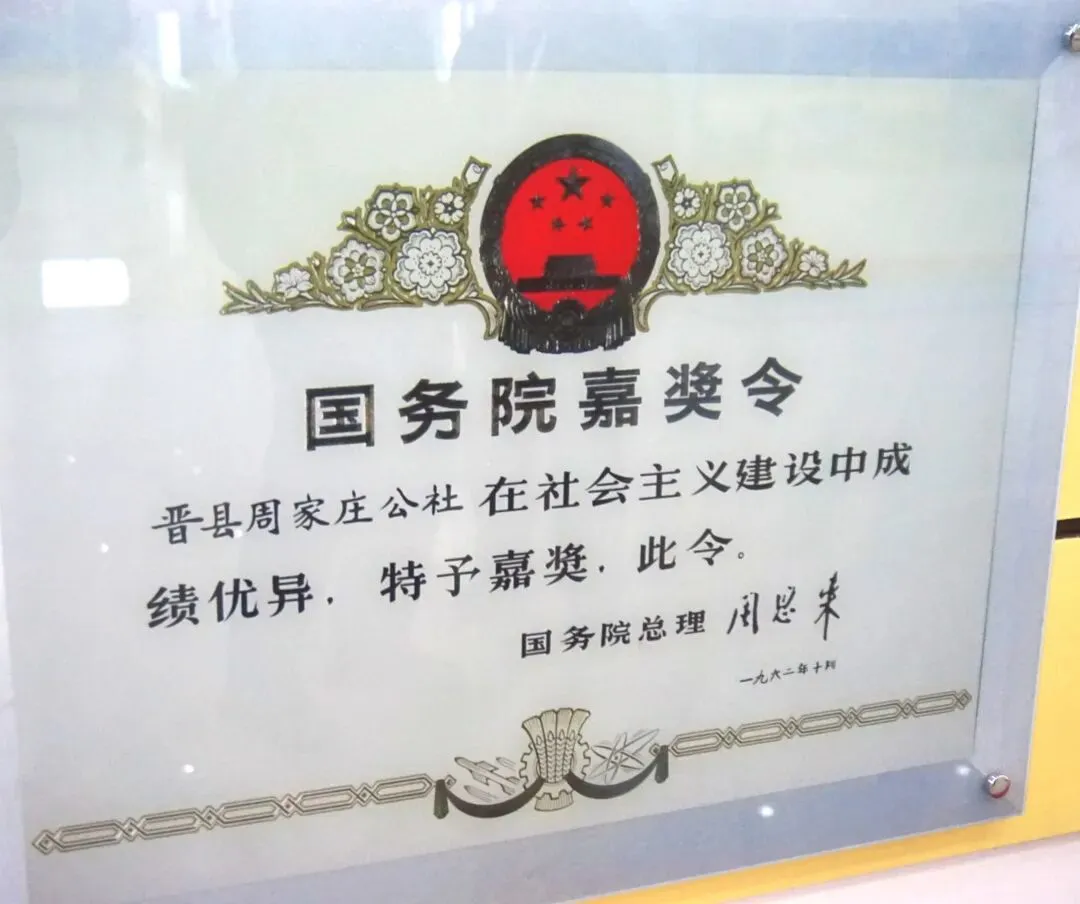 国务院嘉奖令
晋县周家庄公社 在社会主义建设中成
绩优异，特予嘉奖，此令。
国务院总理 周恩来
一九六二年十月